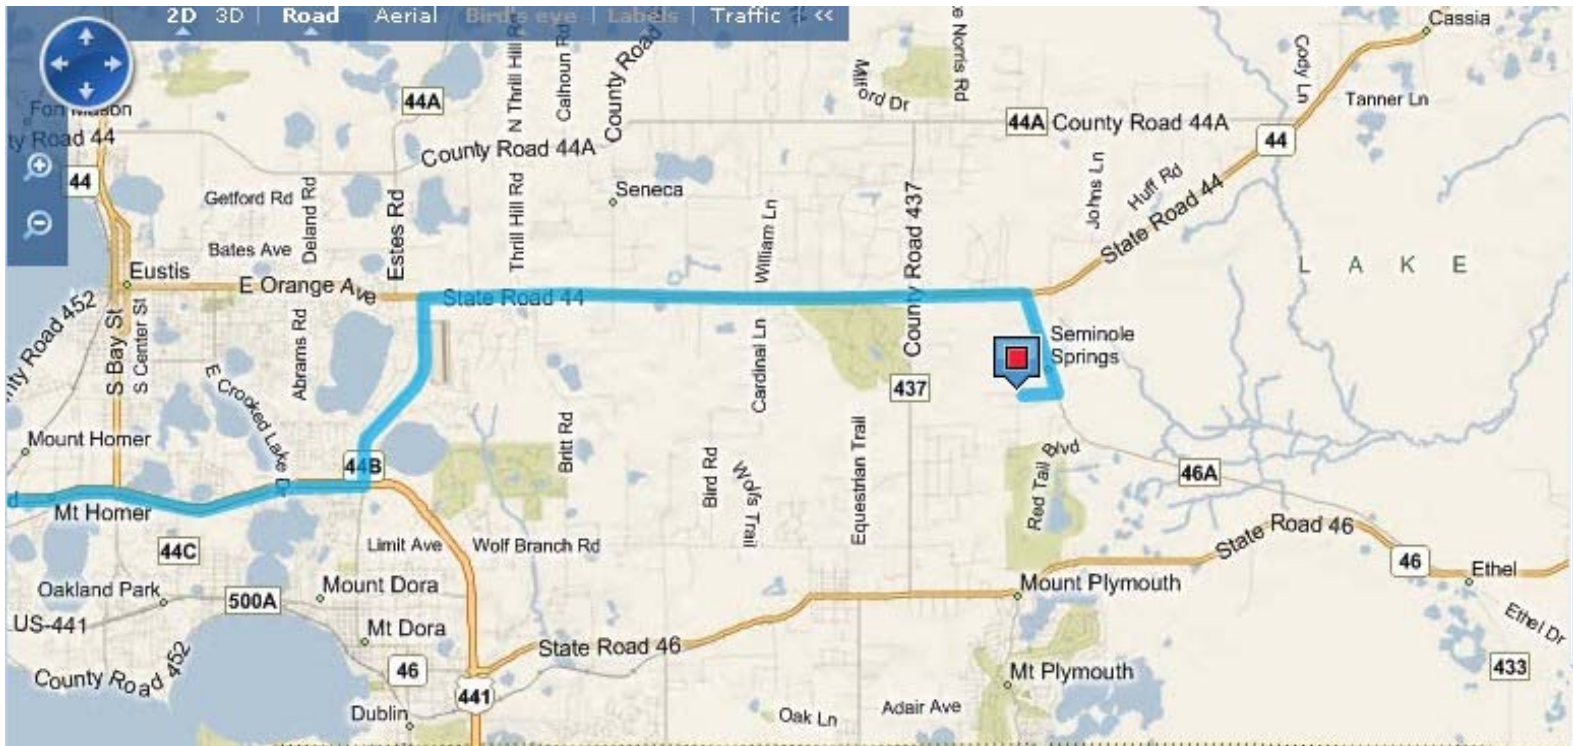 2D 3D Road Aerial Bird's eye Labels Traffic <<
Cassia
Fort Mason
ty Road 44
44
44A
County Road 44A
N Thrill Hill Rd
Calhoun Rd
County Road
Milford Dr
e Norris Rd
44A County Road 44A
Cody Ln
Tanner Ln
44
Getford Rd
Deland Rd
Estes Rd
Thrill Hill Rd
Seneca
William Ln
County Road 437
Johns Ln
Huff Rd
State Road 44
LAKE
Bates Ave
Eustis
E Orange Ave
State Road 44
nty Road 452
S Bay St
S Center St
Abrams Rd
E Crooked Lake D
Cardinal Ln
437
Seminole
Springs
Mount Homer
44B
Britt Rd
Bird Rd
Wolfs Trail
Equestrian Trail
Red Tail Blvd
46A
d
Mt Homer
44C
Limit Ave
Wolf Branch Rd
State Road 46
46
Ethel
Oakland Park
500A
Mount Dora
Mount Plymouth
US-441
Mt Dora
State Road 46
Ethel Dr
County Road 452
46
441
Mt Plymouth
433
Dublin
Oak Ln
Adair Ave